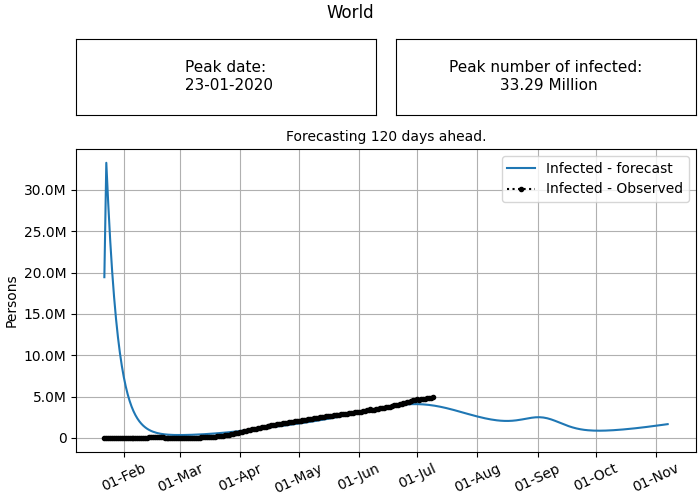 World
Peak date:
23-01-2020
Peak number of infected:
33.29 Million
Forecasting 120 days ahead.
Infected - forecast
Infected - Observed
30.0M
25.0M
20.0M
15.0M
10.0M
5.0M
0
Persons
01-Feb
01-Mar
01-Apr
01-May
01-Jun
01-Jul
01-Aug
01-Sep
01-Oct
01-Nov